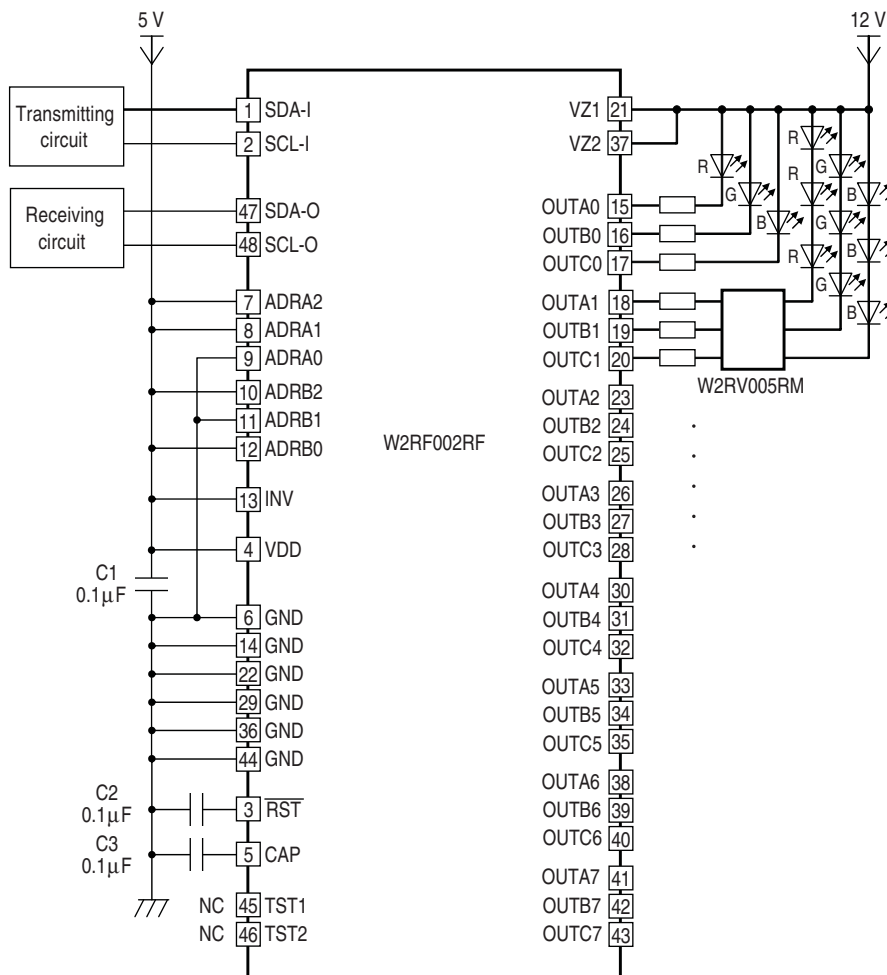 5 V
12 V
Transmitting
circuit
1 SDA-I
2 SCL-I
Receiving
circuit
47 SDA-O
48 SCL-O
7 ADRA2
8 ADRA1
9 ADRA0
10 ADRB2
11 ADRB1
12 ADRB0
13 INV
4 VDD
C1
0.1µF
6 GND
14 GND
22 GND
29 GND
36 GND
44 GND
C2
0.1µF
3 RST
C3
0.1µF
5 CAP
NC 45 TST1
NC 46 TST2
W2RF002RF
VZ1 21
VZ2 37
OUTA0 15
OUTB0 16
OUTC0 17
OUTA1 18
OUTB1 19
OUTC1 20
OUTA2 23
OUTB2 24
OUTC2 25
OUTA3 26
OUTB3 27
OUTC3 28
OUTA4 30
OUTB4 31
OUTC4 32
OUTA5 33
OUTB5 34
OUTC5 35
OUTA6 38
OUTB6 39
OUTC6 40
OUTA7 41
OUTB7 42
OUTC7 43
R
G
B
R
R
R
G
G
G
B
B
B
W2RV005RM